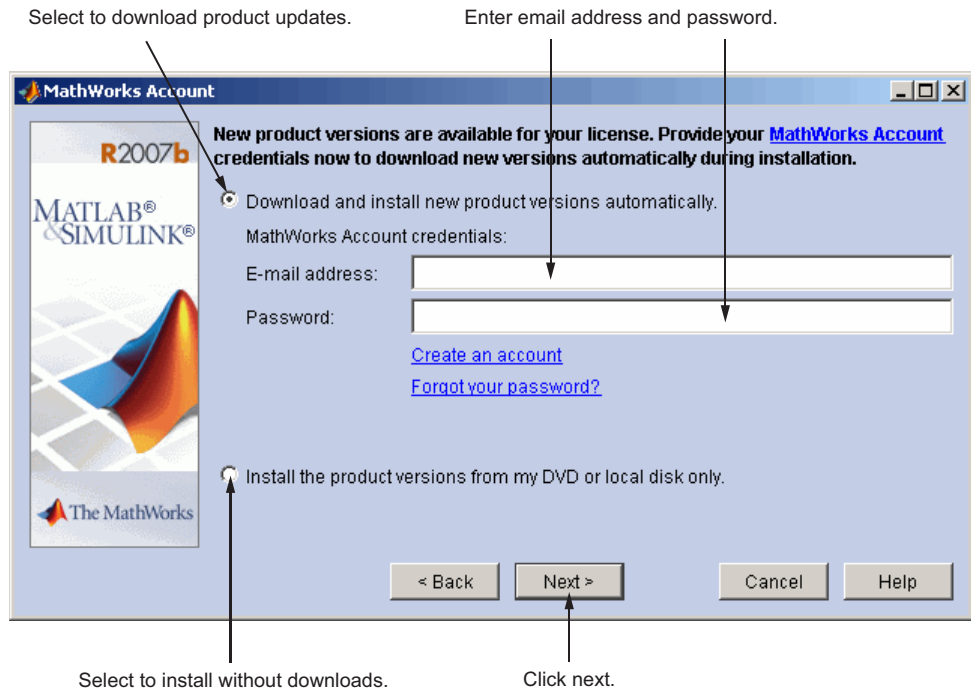 Select to download product updates.
Enter email address and password.
MathWorks Account
New product versions are available for your license. Provide your MathWorks Account
credentials now to download new versions automatically during installation.
R2007b
MATLAB®
&SIMULINK®
Download and install new product versions automatically.
MathWorks Account credentials:
E-mail address:
Password:
Create an account
Forgot your password?
Install the product versions from my DVD or local disk only.
The MathWorks
< Back
Next >
Cancel
Help
Select to install without downloads.
Click next.